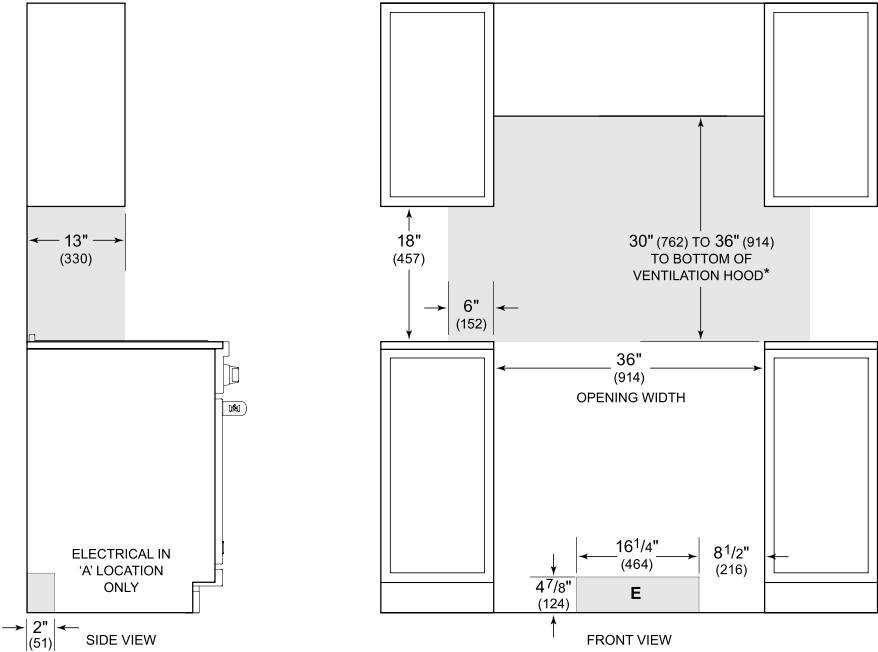 13"
(330)
18"
(457)
30" (762) TO 36" (914)
TO BOTTOM OF
VENTILATION HOOD*
6"
(152)
36"
(914)
OPENING WIDTH
ELECTRICAL IN
‘A’ LOCATION
ONLY
16 1/4"
(464)
8 1/2"
(216)
4 7/8"
(124)
E
2"
(51)
SIDE VIEW
FRONT VIEW